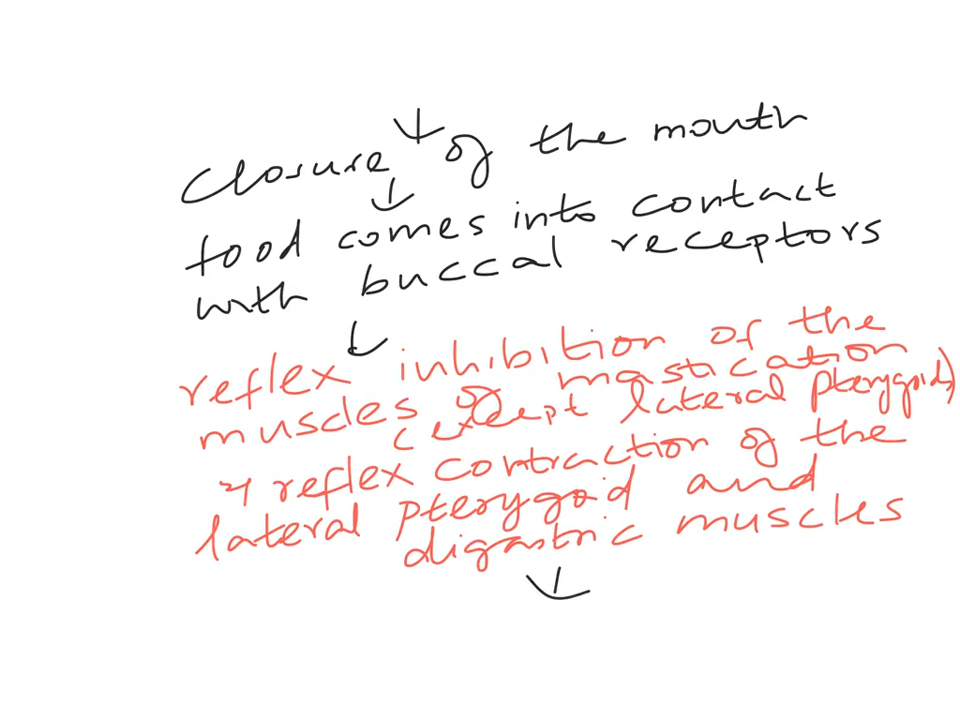 ↓
closure of the mouth
↓
food comes into contact
with buccal receptors
↓
reflex inhibition of the
muscles of mastication
(except lateral pterygoid)
4 reflex contraction of the
lateral pterygoid and
digastric muscles
↓